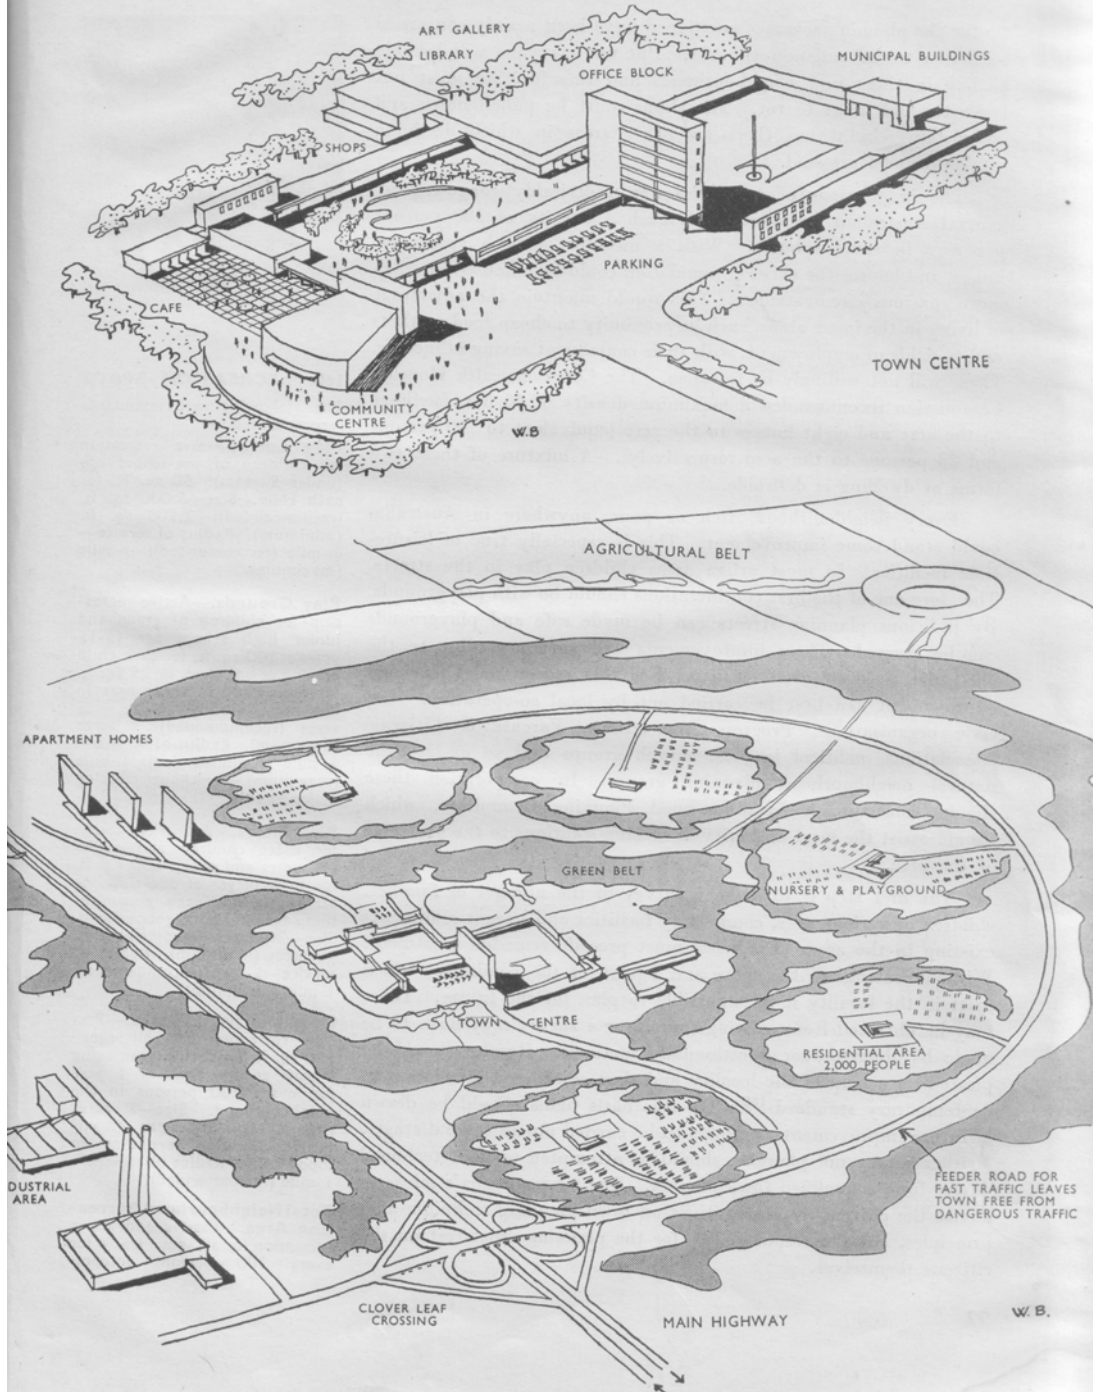 ART GALLERY
LIBRARY
OFFICE BLOCK
MUNICIPAL BUILDINGS
SHOPS
PARKING
CAFE
TOWN CENTRE
COMMUNITY
CENTRE
W.B
AGRICULTURAL BELT
APARTMENT HOMES
GREEN BELT
NURSERY & PLAYGROUND
TOWN CENTRE
RESIDENTIAL AREA
2,000 PEOPLE
DUSTRIAL
AREA
FEEDER ROAD FOR
FAST TRAFFIC LEAVES
TOWN FREE FROM
DANGEROUS TRAFFIC
CLOVER LEAF
CROSSING
MAIN HIGHWAY
W. B.